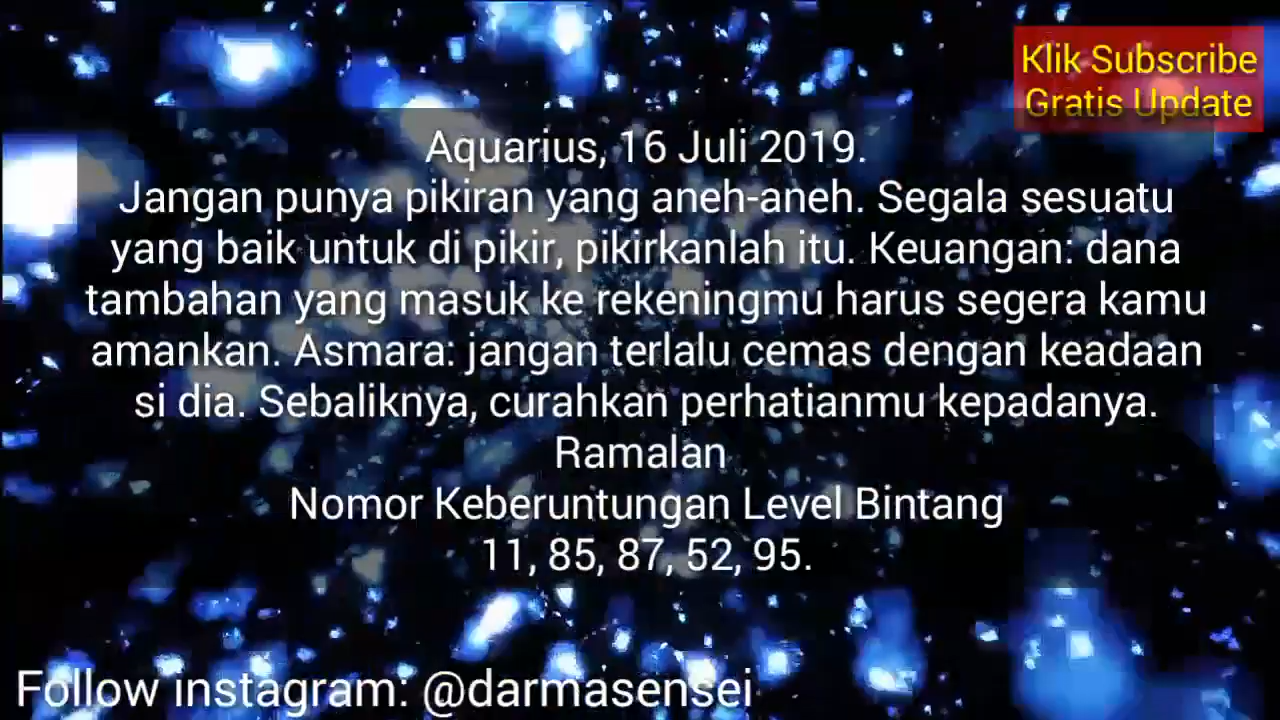 Klik Subscribe
Gratis Update
Aquarius, 16 Juli 2019.
Jangan punya pikiran yang aneh-aneh. Segala sesuatu
yang baik untuk di pikir, pikirkanlah itu. Keuangan: dana
tambahan yang masuk ke rekeningmu harus segera kamu
amankan. Asmara: jangan terlalu cemas dengan keadaan
si dia. Sebaliknya, curahkan perhatianmu kepadanya.
Ramalan
Nomor Keberuntungan Level Bintang
11, 85, 87, 52, 95.
Follow instagram: @darmasensei